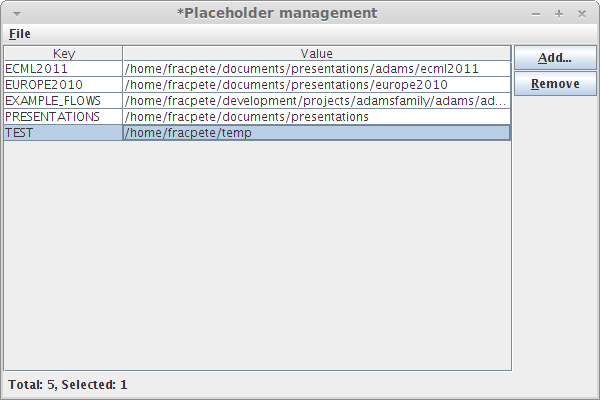 *Placeholder management
File
Key Value
ECML2011 /home/fracpete/documents/presentations/adams/ecml2011
EUROPE2010 /home/fracpete/documents/presentations/europe2010
EXAMPLE_FLOWS /home/fracpete/development/projects/adamsfamily/adams/ad...
PRESENTATIONS /home/fracpete/documents/presentations
TEST /home/fracpete/temp
Add...
Remove
Total: 5, Selected: 1